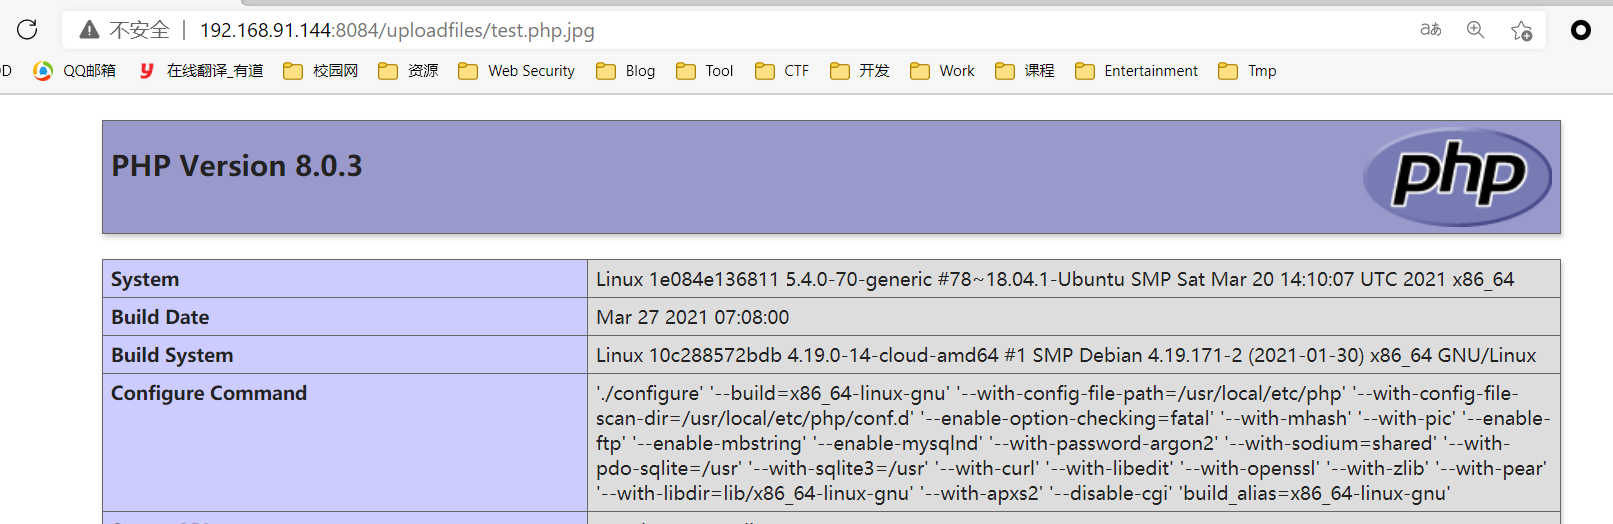 不安全 | 192.168.91.144:8084/uploadfiles/test.php.jpg aあ
D QQ邮箱 y 在线翻译_有道 校园网 资源 Web Security Blog Tool CTF 开发 Work 课程 Entertainment Tmp
PHP Version 8.0.3 php
System Linux 1e084e136811 5.4.0-70-generic #78~18.04.1-Ubuntu SMP Sat Mar 20 14:10:07 UTC 2021 x86_64
Build Date Mar 27 2021 07:08:00
Build System Linux 10c288572bdb 4.19.0-14-cloud-amd64 #1 SMP Debian 4.19.171-2 (2021-01-30) x86_64 GNU/Linux
Configure Command './configure' '--build=x86_64-linux-gnu' '--with-config-file-path=/usr/local/etc/php' '--with-config-file-
scan-dir=/usr/local/etc/php/conf.d' '--enable-option-checking=fatal' '--with-mhash' '--with-pic' '--enable-
ftp' '--enable-mbstring' '--enable-mysqlnd' '--with-password-argon2' '--with-sodium=shared' '--with-
pdo-sqlite=/usr' '--with-sqlite3=/usr' '--with-curl' '--with-libedit' '--with-openssl' '--with-zlib' '--with-pear'
'--with-libdir=lib/x86_64-linux-gnu' '--with-apxs2' '--disable-cgi' 'build_alias=x86_64-linux-gnu'